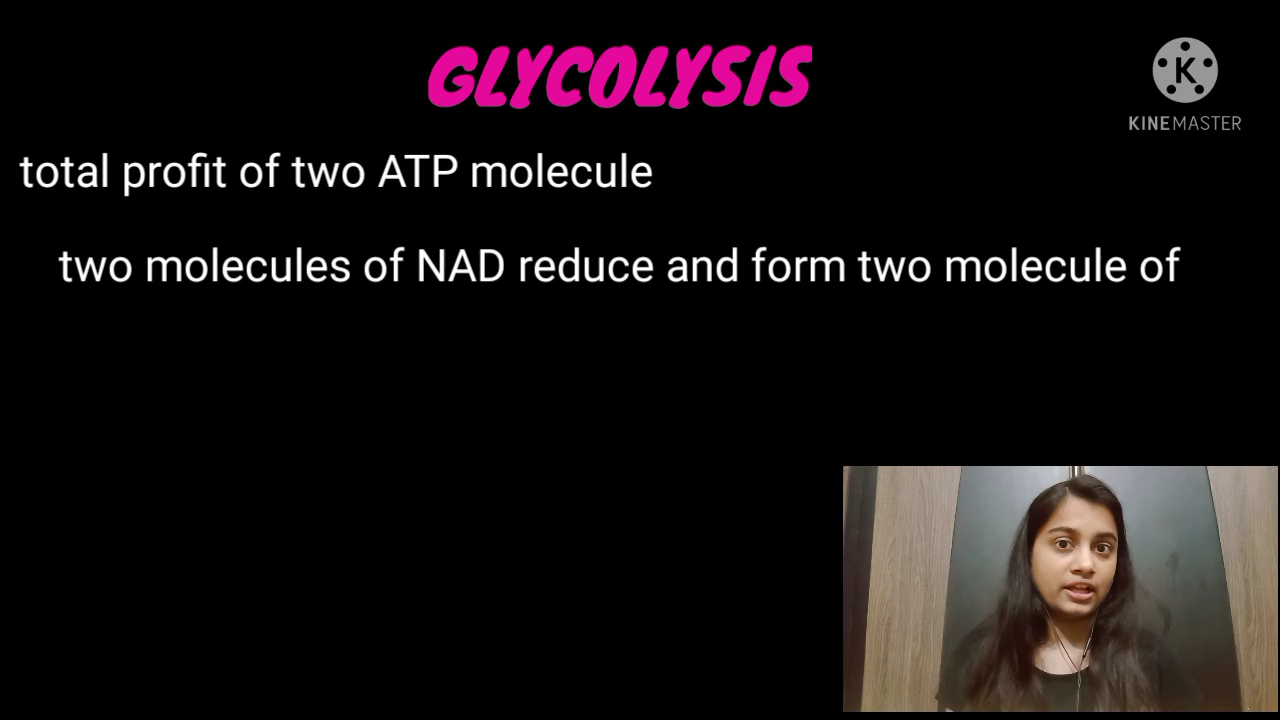 GLYCOLYSIS
K
KINEMASTER
total profit of two ATP molecule
two molecules of NAD reduce and form two molecule of